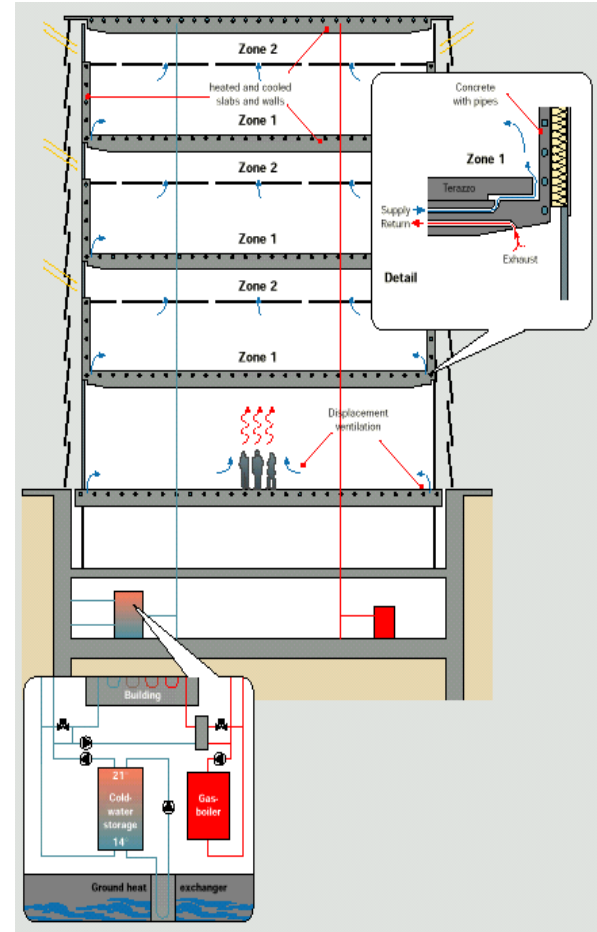 Zone 2
heated and cooled
slabs and walls
Zone 1
Zone 2
Zone 1
Zone 2
Zone 1
Displacement
ventilation
Concrete
with pipes
Zone 1
Terazzo
Supply
Return
Exhaust
Detail
Building
21°
Cold-
water
storage
14°
Gas-
boiler
Ground heat exchanger